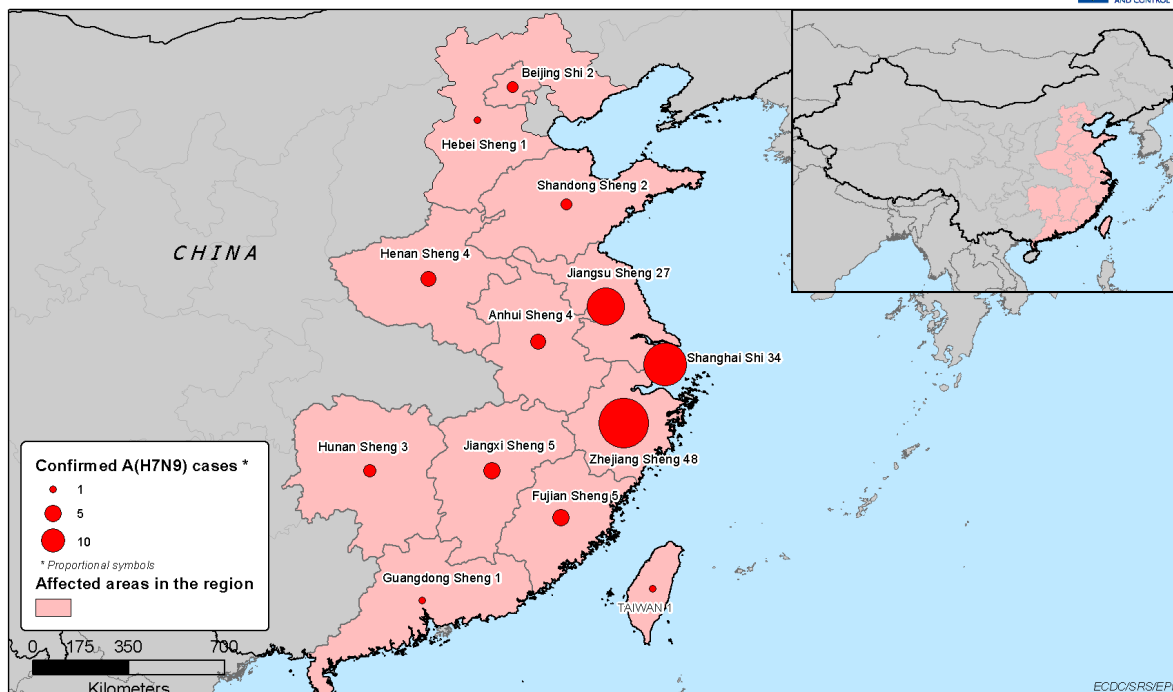 AND CONTROL
Beijing Shi 2
Hebei Sheng 1
Shandong Sheng 2
CHINA
Henan Sheng 4
Jiangsu Sheng 27
Anhui Sheng 4
Shanghai Shi 34
Hunan Sheng 3
Jiangxi Sheng 5
Zhejiang Sheng 48
Fujian Sheng 5
Guangdong Sheng 1
TAIWAN 1
Confirmed A(H7N9) cases *
1
5
10
* Proportional symbols
Affected areas in the region
0 175 350 700
Kilometers
ECDC/SRS/EP